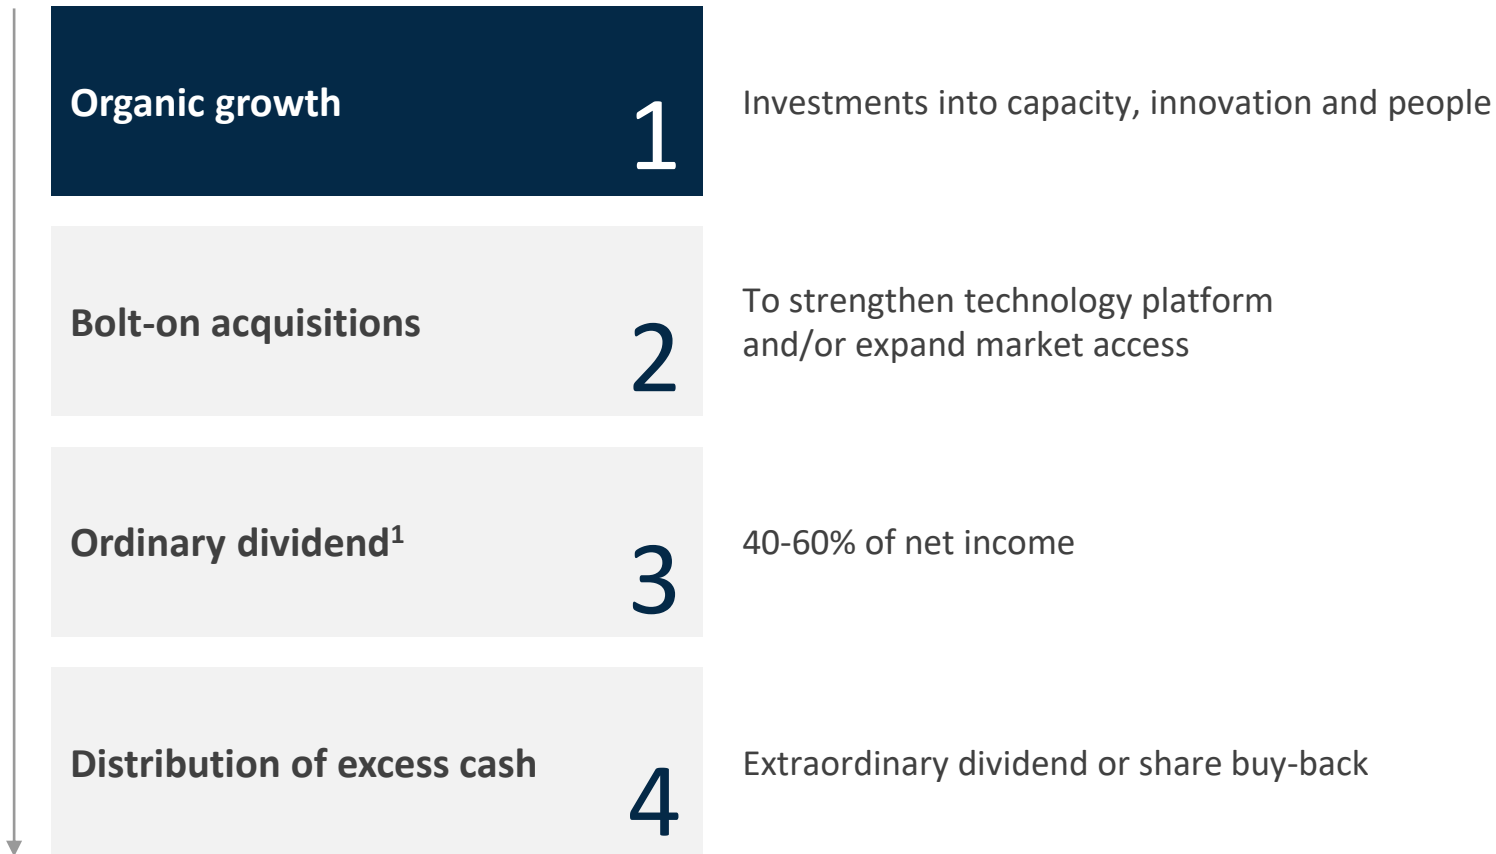 Organic growth
1
Investments into capacity, innovation and people
Bolt-on acquisitions
2
To strengthen technology platform
and/or expand market access
Ordinary dividend¹
3
40-60% of net income
Distribution of excess cash
4
Extraordinary dividend or share buy-back